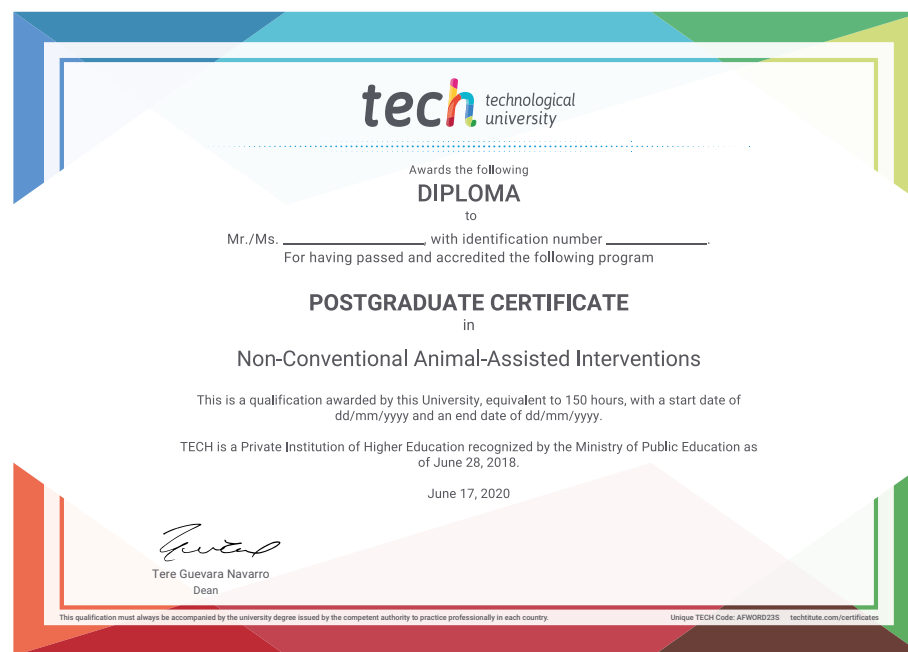 tech technological
university
Awards the following
DIPLOMA
to
Mr./Ms. ____________, with identification number ____________.
For having passed and accredited the following program
POSTGRADUATE CERTIFICATE
in
Non-Conventional Animal-Assisted Interventions
This is a qualification awarded by this University, equivalent to 150 hours, with a start date of
dd/mm/yyyy and an end date of dd/mm/yyyy.
TECH is a Private Institution of Higher Education recognized by the Ministry of Public Education as
of June 28, 2018.
June 17, 2020
Tere Guevara Navarro
Dean
This qualification must always be accompanied by the university degree issued by the competent authority to practice professionally in each country. Unique TECH Code: AFWORD23S techtitute.com/certificates